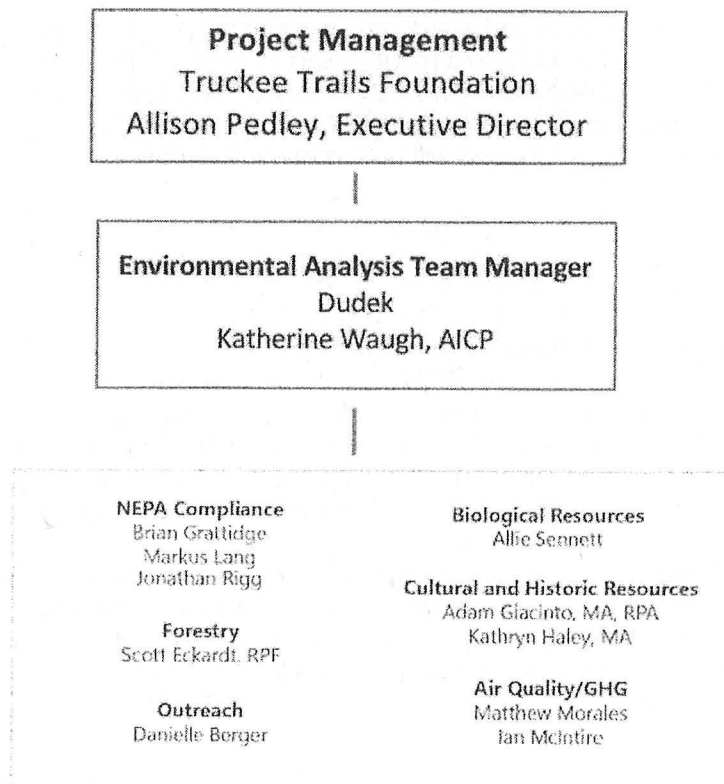 Project Management
Truckee Trails Foundation
Allison Pedley, Executive Director
Environmental Analysis Team Manager
Dudek
Katherine Waugh, AICP
NEPA Compliance
Brian Grattidge
Markus Lang
Jonathan Rigg
Forestry
Scott Eckardt, RPF
Outreach
Danielle Berger
Biological Resources
Allie Sennett
Cultural and Historic Resources
Adam Giacinto, MA, RPA
Kathryn Haley, MA
Air Quality/GHG
Matthew Morales
Ian McIntire